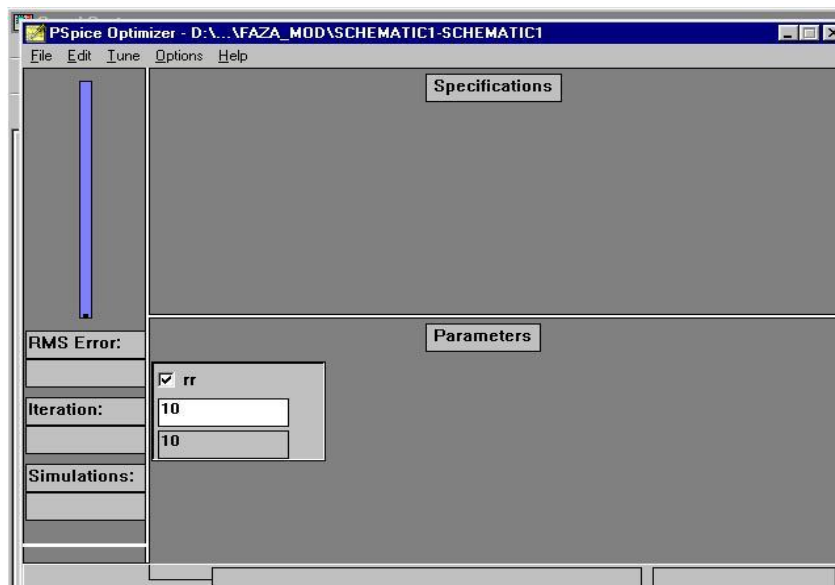 PSpice Optimizer - D:\...\FAZA_MOD\SCHEMATIC1-SCHEMATIC1
File Edit Tune Options Help
Specifications
RMS Error:
Iteration:
Simulations:
Parameters
rr
10
10